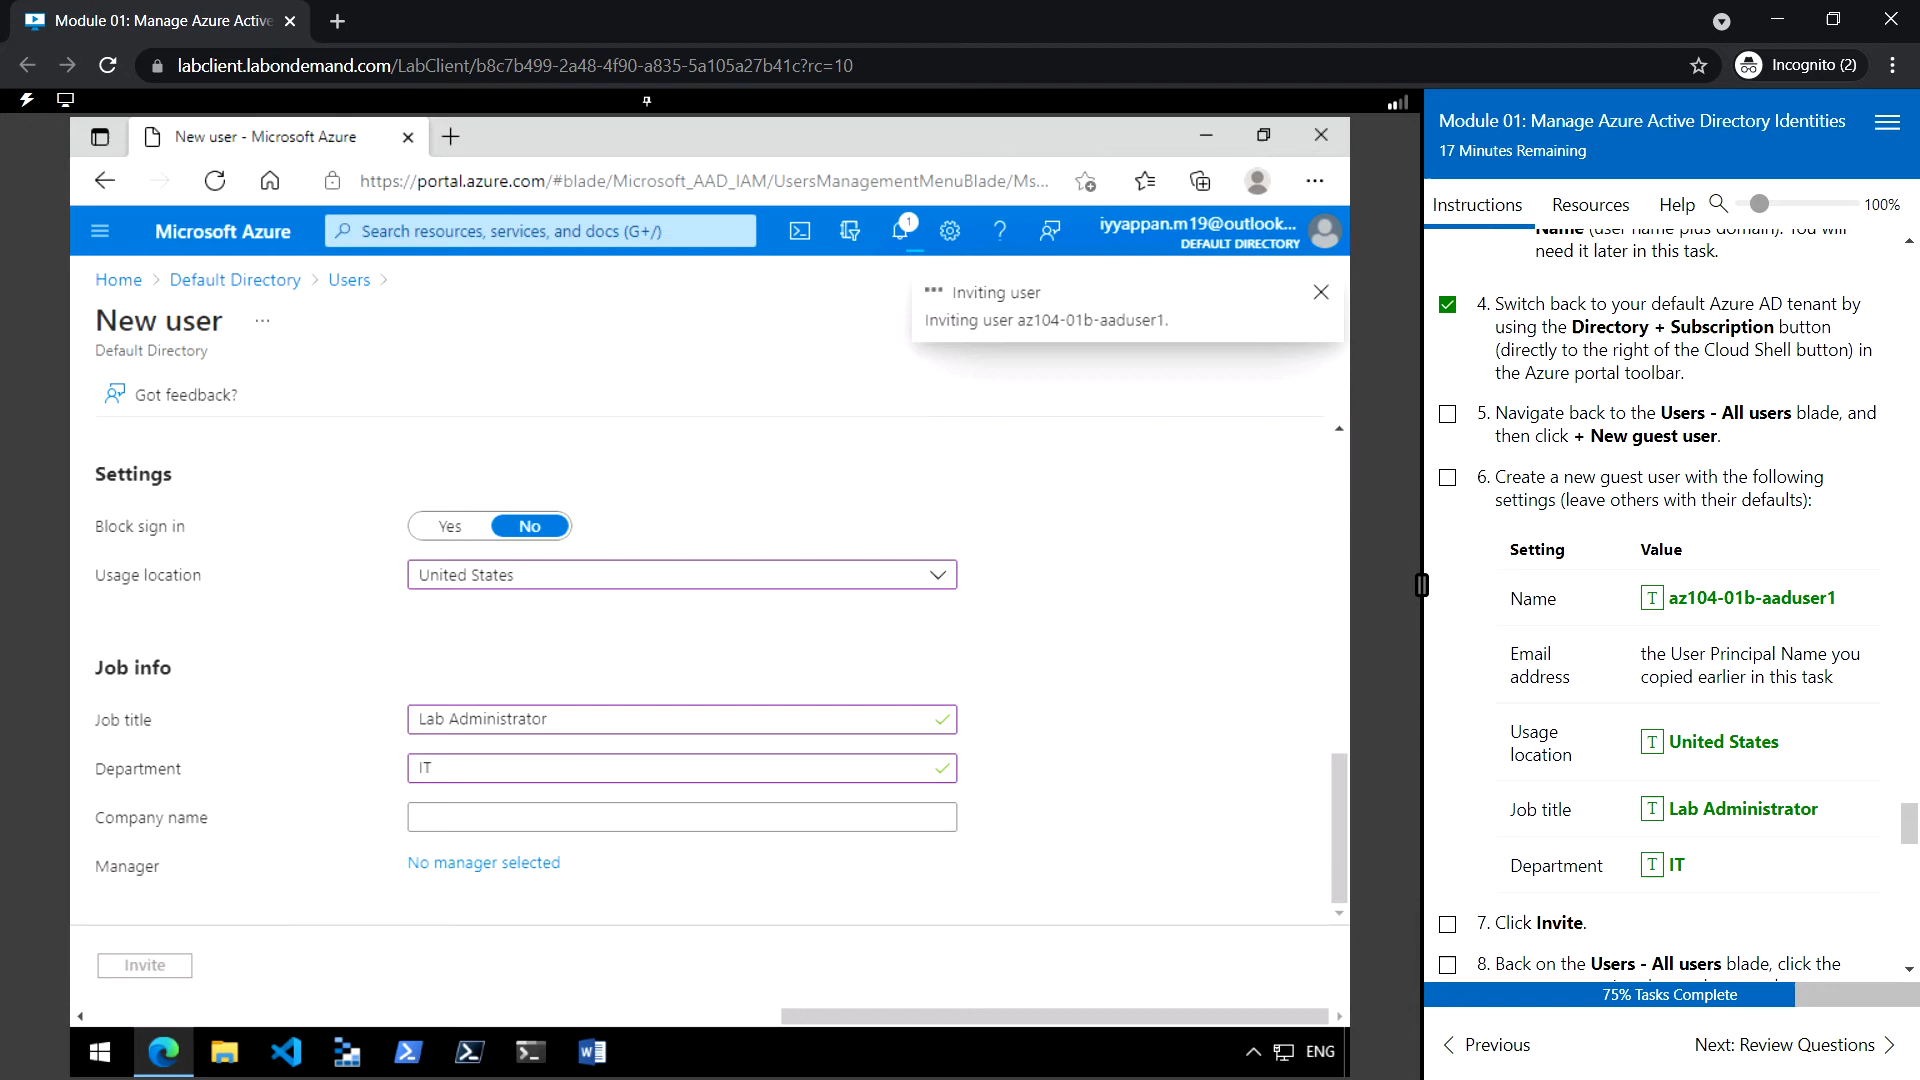 Module 01: Manage Azure Active
labclient.labondemand.com/LabClient/b8c7b499-2a48-4f90-a835-5a105a27b41c?rc=10
Incognito (2)
New user - Microsoft Azure
https://portal.azure.com/#blade/Microsoft_AAD_IAM/UsersManagementMenuBlade/Ms...
Microsoft Azure
Search resources, services, and docs (G+/)
1
iyyappan.m19@outlook...
DEFAULT DIRECTORY
Home > Default Directory > Users >
New user ...
Default Directory
Inviting user
Inviting user az104-01b-aaduser1.
Got feedback?
Settings
Block sign in
Yes No
Usage location
United States
Job info
Job title
Lab Administrator
Department
IT
Company name
Manager
No manager selected
Invite
ENG
Module 01: Manage Azure Active Directory Identities
17 Minutes Remaining
Instructions Resources Help 100%
Name (user name plus domain). You will
need it later in this task.
4. Switch back to your default Azure AD tenant by
using the Directory + Subscription button
(directly to the right of the Cloud Shell button) in
the Azure portal toolbar.
5. Navigate back to the Users - All users blade, and
then click + New guest user.
6. Create a new guest user with the following
settings (leave others with their defaults):
Setting Value
Name T az104-01b-aaduser1
Email address the User Principal Name you copied earlier in this task
Usage location T United States
Job title T Lab Administrator
Department T IT
7. Click Invite.
8. Back on the Users - All users blade, click the
75% Tasks Complete
Previous
Next: Review Questions